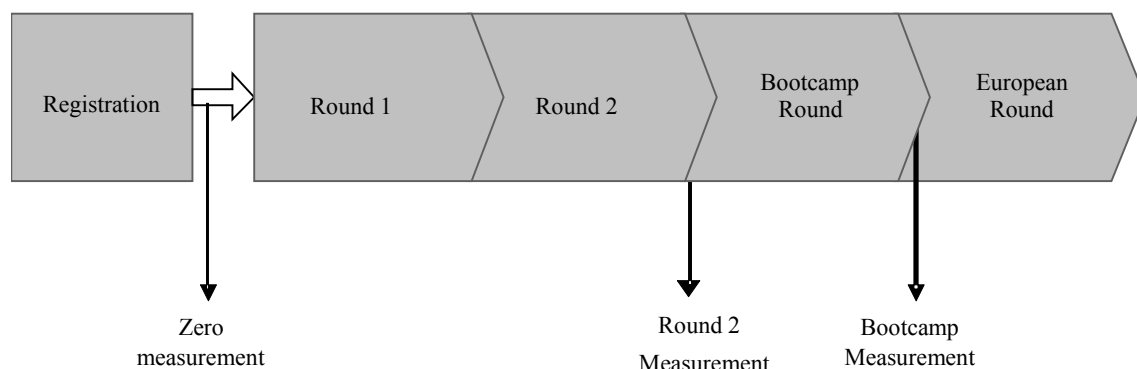 Registration
Round 1
Round 2
Bootcamp
Round
European
Round
Zero
measurement
Round 2
Measurement
Bootcamp
Measurement